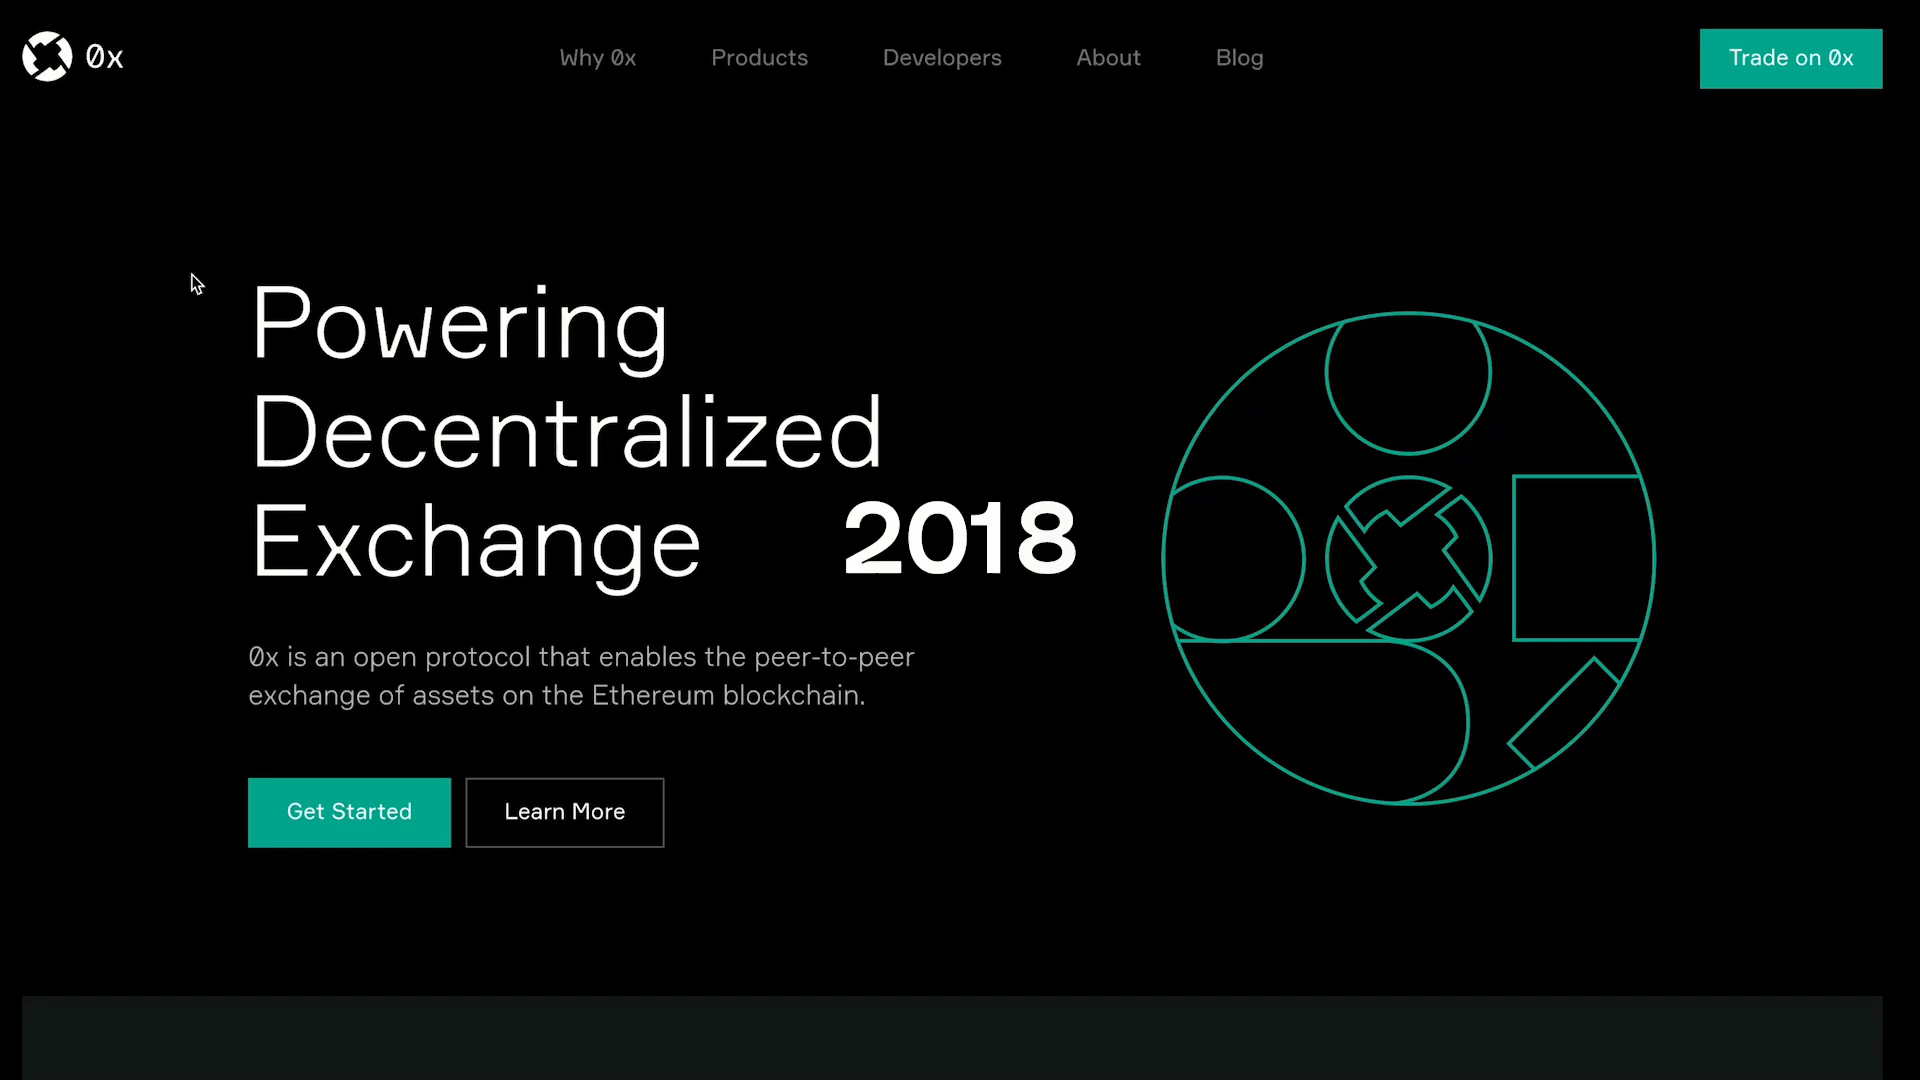 0x
Why 0x
Products
Developers
About
Blog
Trade on 0x
Powering
Decentralized
Exchange
2018
0x is an open protocol that enables the peer-to-peer
exchange of assets on the Ethereum blockchain.
Get Started
Learn More